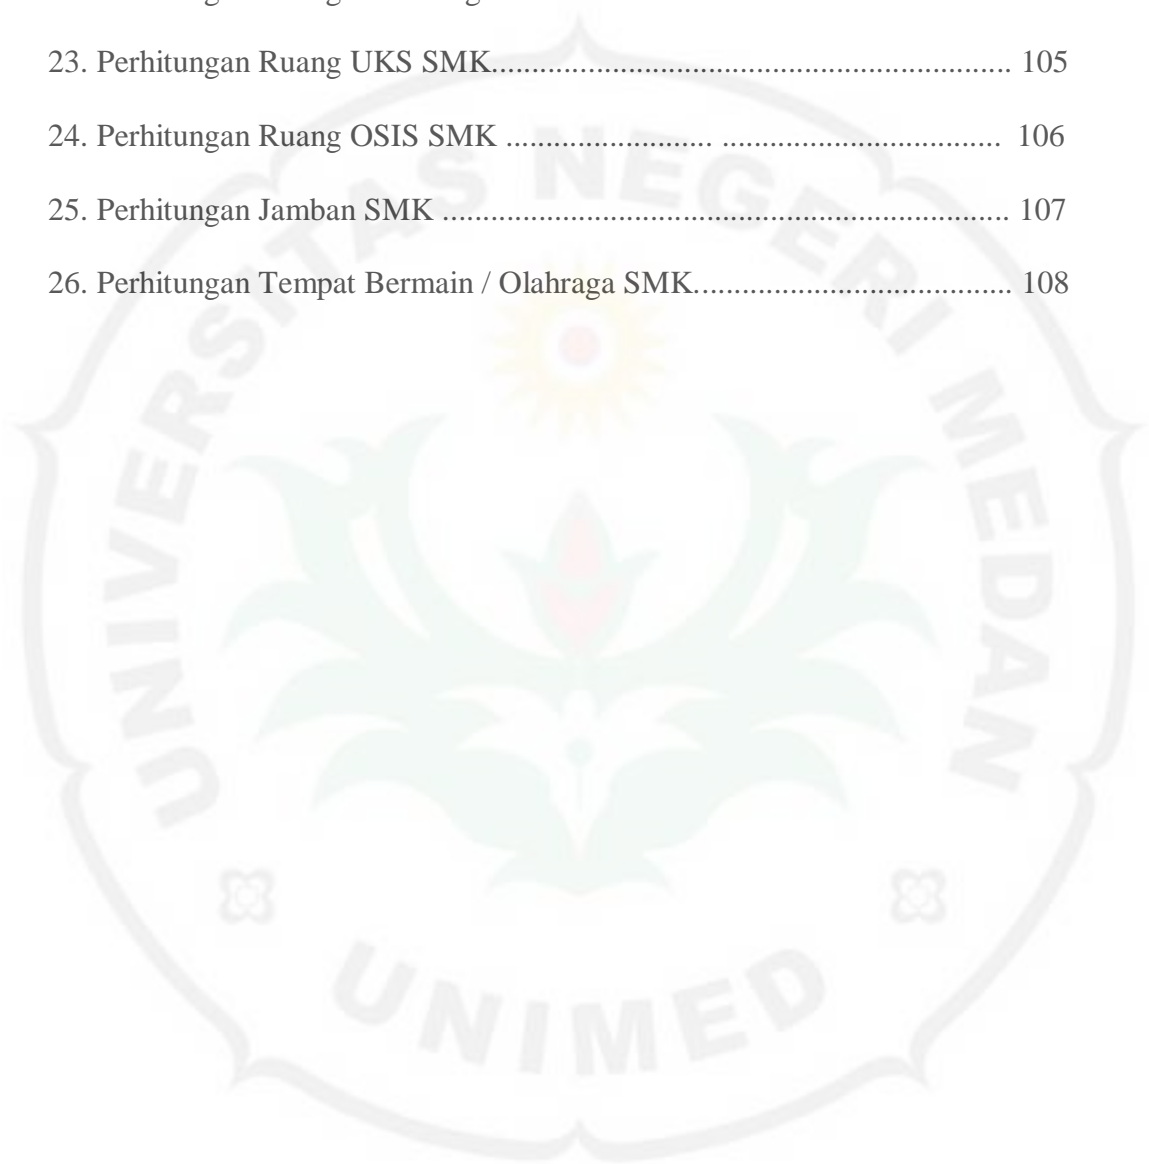 23. Perhitungan Ruang UKS SMK................................................................ 105
24. Perhitungan Ruang OSIS SMK ......................... .................................. 106
25. Perhitungan Jamban SMK ...................................................................... 107
26. Perhitungan Tempat Bermain / Olahraga SMK....................................... 108
UNIVERSITAS NEGERI MEDAN
UNIMED